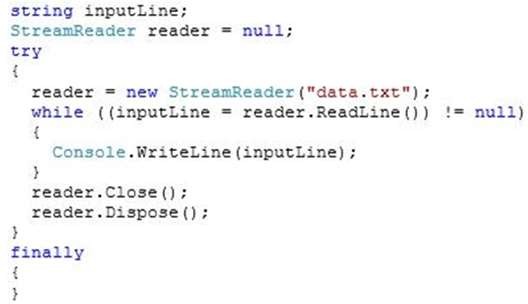 string inputLine;
StreamReader reader = null;
try
{
  reader = new StreamReader("data.txt");
  while ((inputLine = reader.ReadLine()) != null)
  {
    Console.WriteLine(inputLine);
  }
  reader.Close();
  reader.Dispose();
}
finally
{
}